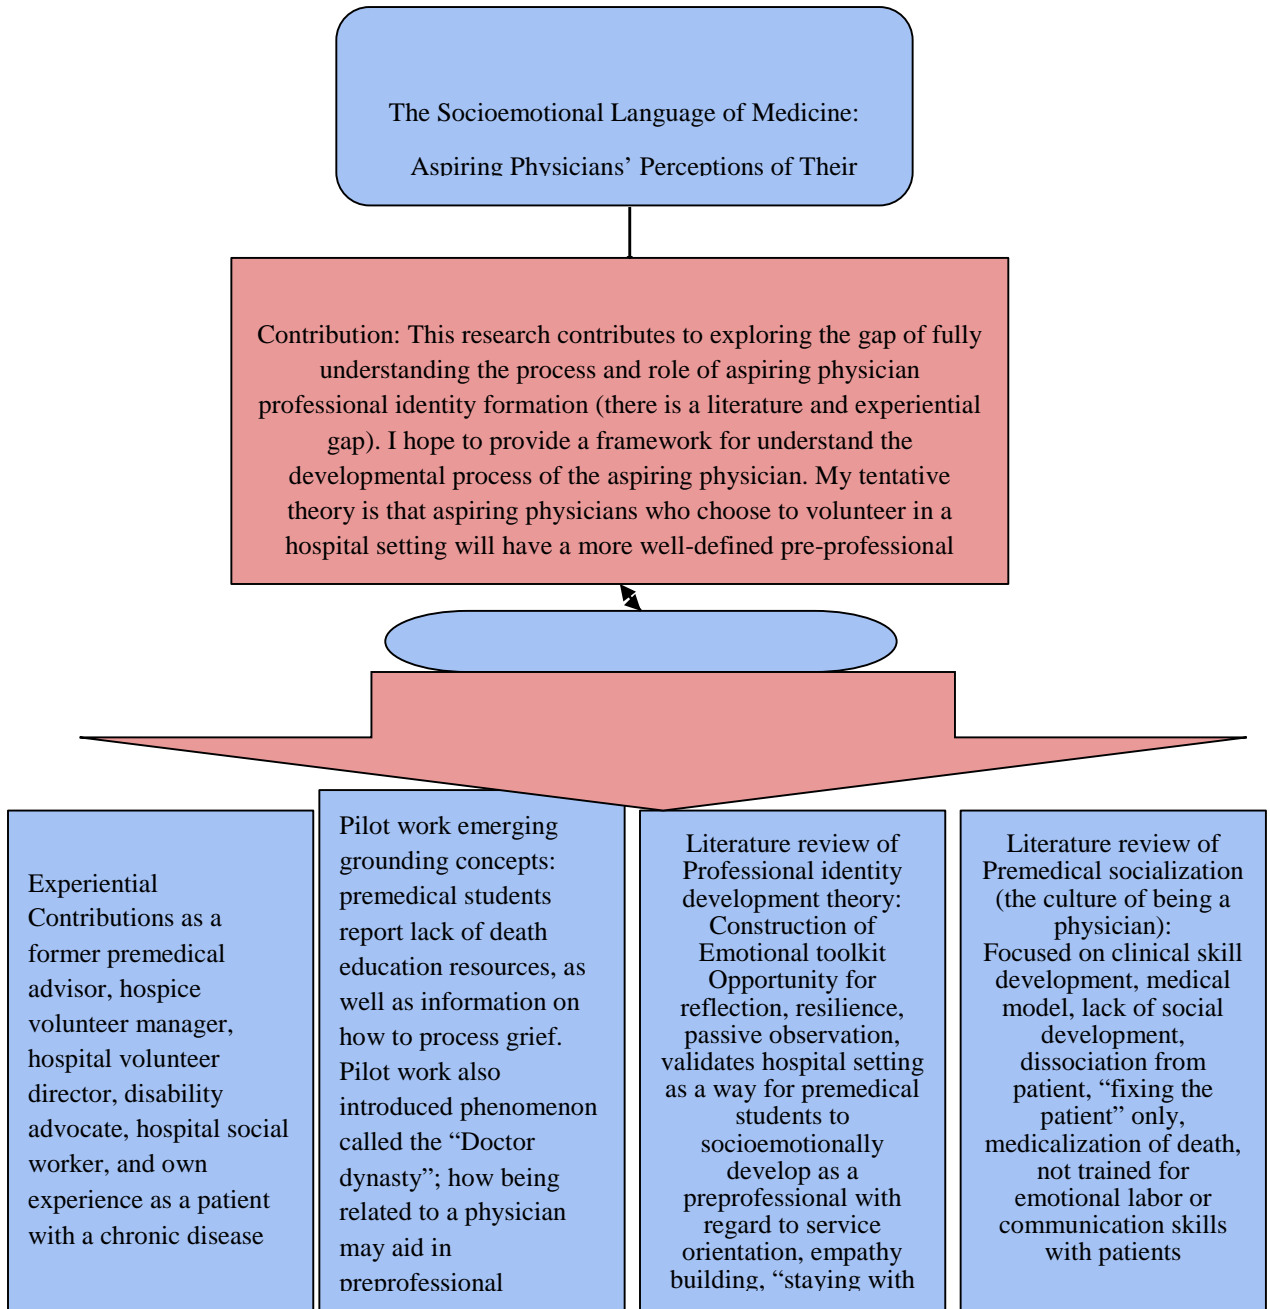 The Socioemotional Language of Medicine:
Aspiring Physicians’ Perceptions of Their
Contribution: This research contributes to exploring the gap of fully
understanding the process and role of aspiring physician
professional identity formation (there is a literature and experiential
gap). I hope to provide a framework for understand the
developmental process of the aspiring physician. My tentative
theory is that aspiring physicians who choose to volunteer in a
hospital setting will have a more well-defined pre-professional
Experiential
Contributions as a
former premedical
advisor, hospice
volunteer manager,
hospital volunteer
director, disability
advocate, hospital social
worker, and own
experience as a patient
with a chronic disease
Pilot work emerging
grounding concepts:
premedical students
report lack of death
education resources, as
well as information on
how to process grief.
Pilot work also
introduced phenomenon
called the “Doctor
dynasty”; how being
related to a physician
may aid in
preprofessional
Literature review of
Professional identity
development theory:
Construction of
Emotional toolkit
Opportunity for
reflection, resilience,
passive observation,
validates hospital setting
as a way for premedical
students to
socioemotionally
develop as a
preprofessional with
regard to service
orientation, empathy
building, “staying with
Literature review of
Premedical socialization
(the culture of being a
physician):
Focused on clinical skill
development, medical
model, lack of social
development,
dissociation from
patient, “fixing the
patient” only,
medicalization of death,
not trained for
emotional labor or
communication skills
with patients